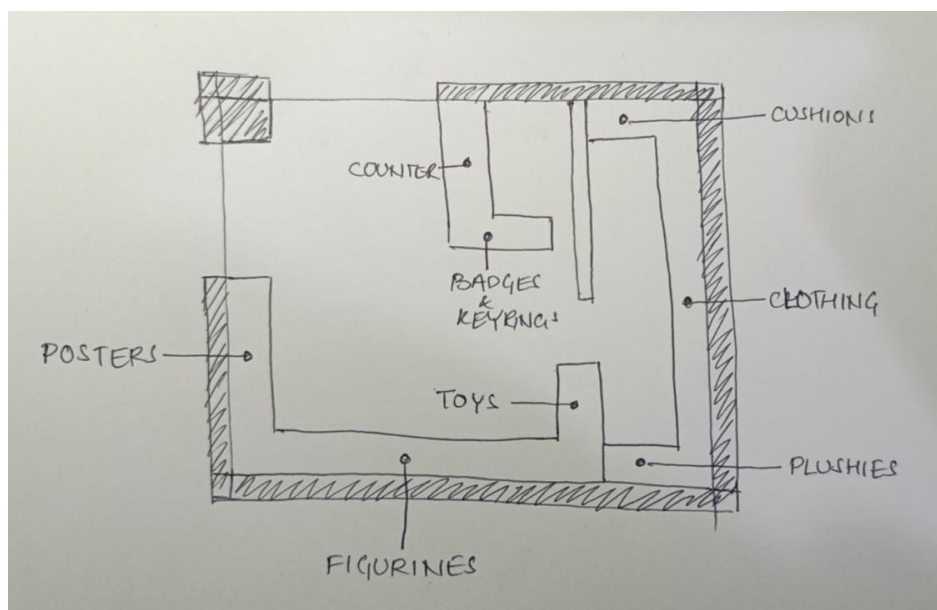 CUSHIONS
COUNTER
BADGES
&
KEYRINGS
CLOTHING
POSTERS
TOYS
PLUSHIES
FIGURINES